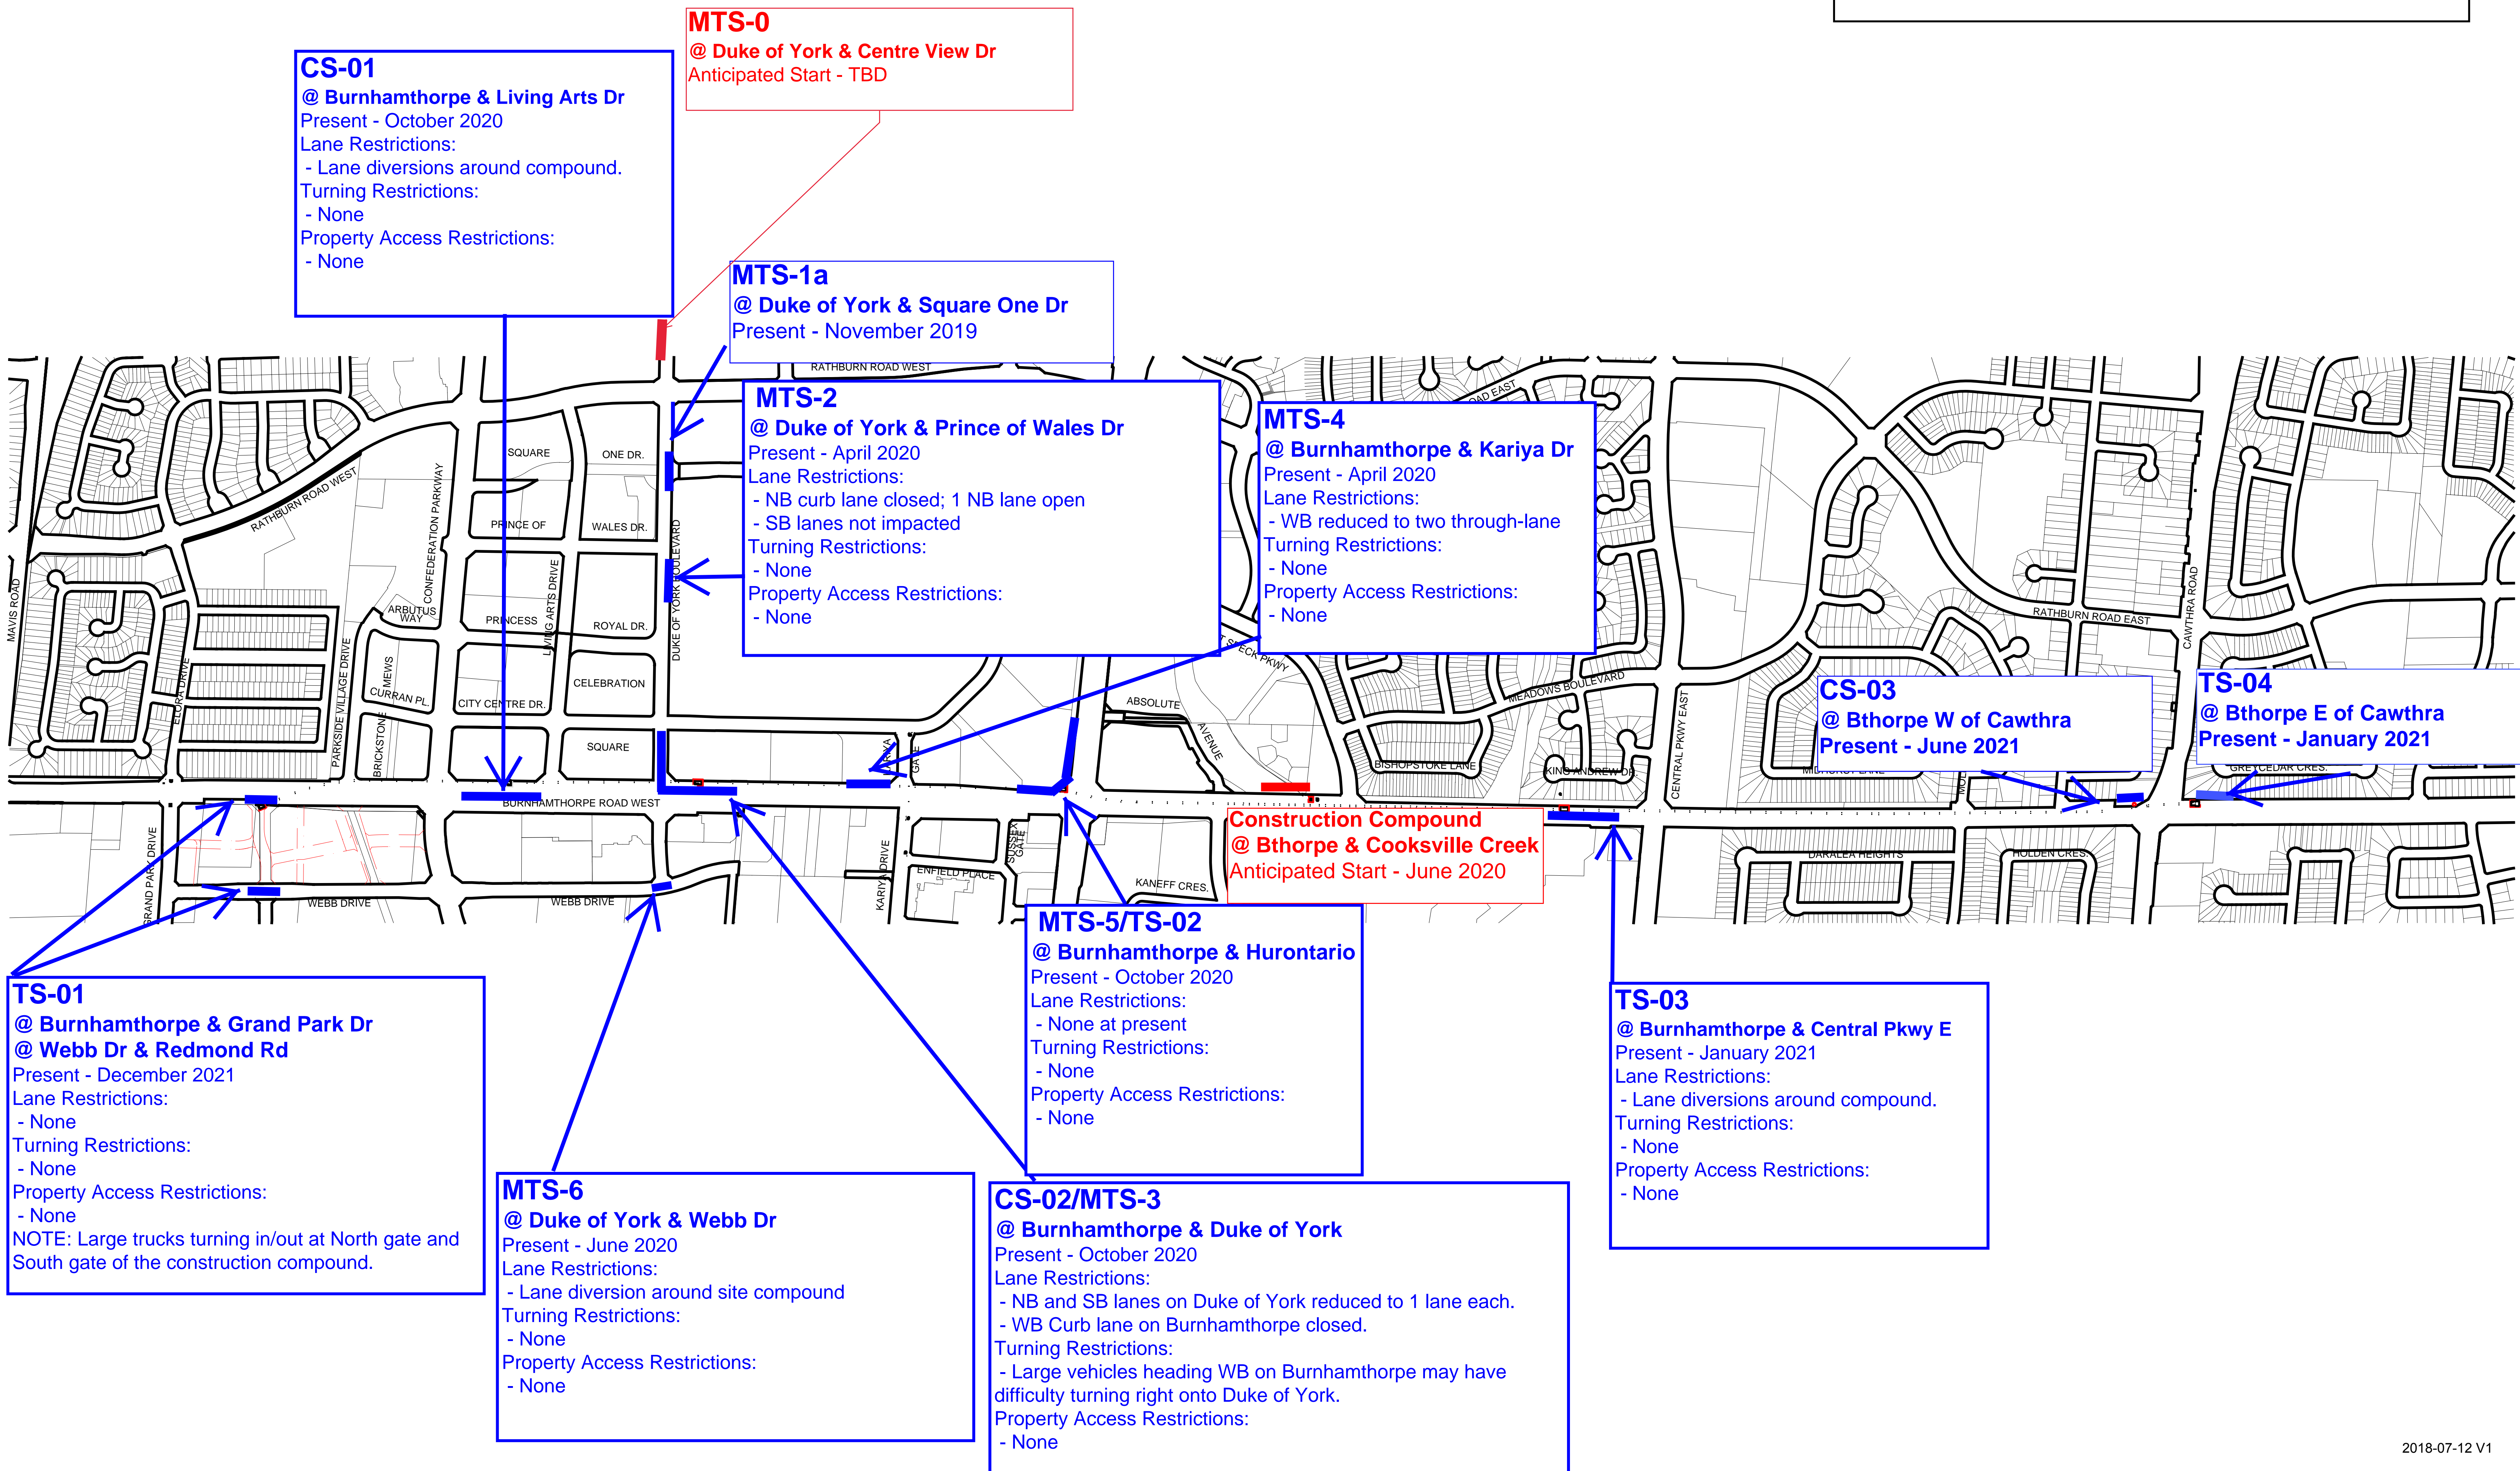 MTS-0
@ Duke of York & Centre View Dr
Anticipated Start - TBD
CS-01
@ Burnhamthorpe & Living Arts Dr
Present - October 2020
Lane Restrictions:
- Lane diversions around compound.
Turning Restrictions:
- None
Property Access Restrictions:
- None
MTS-1a
@ Duke of York & Square One Dr
Present - November 2019
RATHBURN ROAD WEST
MTS-2
@ Duke of York & Prince of Wales Dr
Present - April 2020
Lane Restrictions:
- NB curb lane closed; 1 NB lane open
- SB lanes not impacted
Turning Restrictions:
- None
Property Access Restrictions:
- None
MTS-4
@ Burnhamthorpe & Kariya Dr
Present - April 2020
Lane Restrictions:
- WB reduced to two through-lane
Turning Restrictions:
- None
Property Access Restrictions:
- None
OAD EAST
SQUARE
ONE DR.
RATHBURN ROAD WEST
CONFEDERATION PARKWAY
PRINCE OF
WALES DR.
DUKE OF YORK BOULEVARD
MAVIS ROAD
ARBUTUS
WAY
PRINCESS
ROYAL DR.
LIVING ARTS DRIVE
ELORA DRIVE
PARKSIDE VILLAGE DRIVE
MEWS
CURRAN PL.
BRICKSTONE
CITY CENTRE DR.
CELEBRATION
SQUARE
KARIYA
GATE
T SPECK PKWY
ABSOLUTE
AVENUE
MEADOWS BOULEVARD
BISHOPSTOKE LANE
KING ANDREW DR.
CENTRAL PKWY EAST
RATHBURN ROAD EAST
CAWTHRA ROAD
CS-03
@ Bthorpe W of Cawthra
Present - June 2021
TS-04
@ Bthorpe E of Cawthra
Present - January 2021
GREYCEDAR CRES.
BURNHAMTHORPE ROAD WEST
GRAND PARK DRIVE
WEBB DRIVE
WEBB DRIVE
KARIYA DRIVE
ENFIELD PLACE
SUSSEX
GATE
KANEFF CRES.
Construction Compound
@ Bthorpe & Cooksville Creek
Anticipated Start - June 2020
DARALEA HEIGHTS
HOLDEN CRES.
TS-01
@ Burnhamthorpe & Grand Park Dr
@ Webb Dr & Redmond Rd
Present - December 2021
Lane Restrictions:
- None
Turning Restrictions:
- None
Property Access Restrictions:
- None
NOTE: Large trucks turning in/out at North gate and
South gate of the construction compound.
MTS-6
@ Duke of York & Webb Dr
Present - June 2020
Lane Restrictions:
- Lane diversion around site compound
Turning Restrictions:
- None
Property Access Restrictions:
- None
MTS-5/TS-02
@ Burnhamthorpe & Hurontario
Present - October 2020
Lane Restrictions:
- None at present
Turning Restrictions:
- None
Property Access Restrictions:
- None
CS-02/MTS-3
@ Burnhamthorpe & Duke of York
Present - October 2020
Lane Restrictions:
- NB and SB lanes on Duke of York reduced to 1 lane each.
- WB Curb lane on Burnhamthorpe closed.
Turning Restrictions:
- Large vehicles heading WB on Burnhamthorpe may have
difficulty turning right onto Duke of York.
Property Access Restrictions:
- None
TS-03
@ Burnhamthorpe & Central Pkwy E
Present - January 2021
Lane Restrictions:
- Lane diversions around compound.
Turning Restrictions:
- None
Property Access Restrictions:
- None
2018-07-12 V1